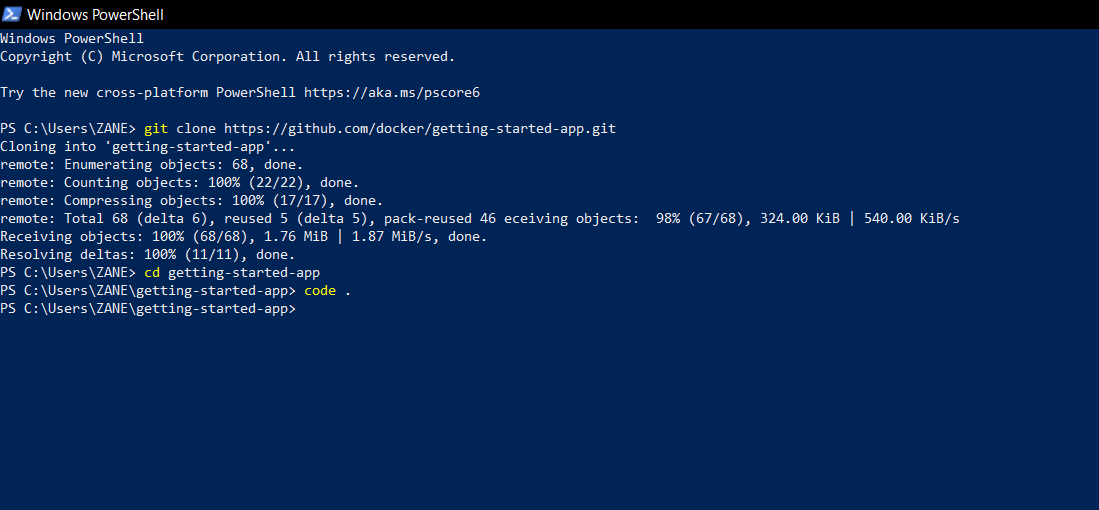 Windows PowerShell
Windows PowerShell
Copyright (C) Microsoft Corporation. All rights reserved.
Try the new cross-platform PowerShell https://aka.ms/pscore6
PS C:\Users\ZANE> git clone https://github.com/docker/getting-started-app.git
Cloning into 'getting-started-app'...
remote: Enumerating objects: 68, done.
remote: Counting objects: 100% (22/22), done.
remote: Compressing objects: 100% (17/17), done.
remote: Total 68 (delta 6), reused 5 (delta 5), pack-reused 46 eceiving objects:  98% (67/68), 324.00 KiB | 540.00 KiB/s
Receiving objects: 100% (68/68), 1.76 MiB | 1.87 MiB/s, done.
Resolving deltas: 100% (11/11), done.
PS C:\Users\ZANE> cd getting-started-app
PS C:\Users\ZANE\getting-started-app> code .
PS C:\Users\ZANE\getting-started-app>